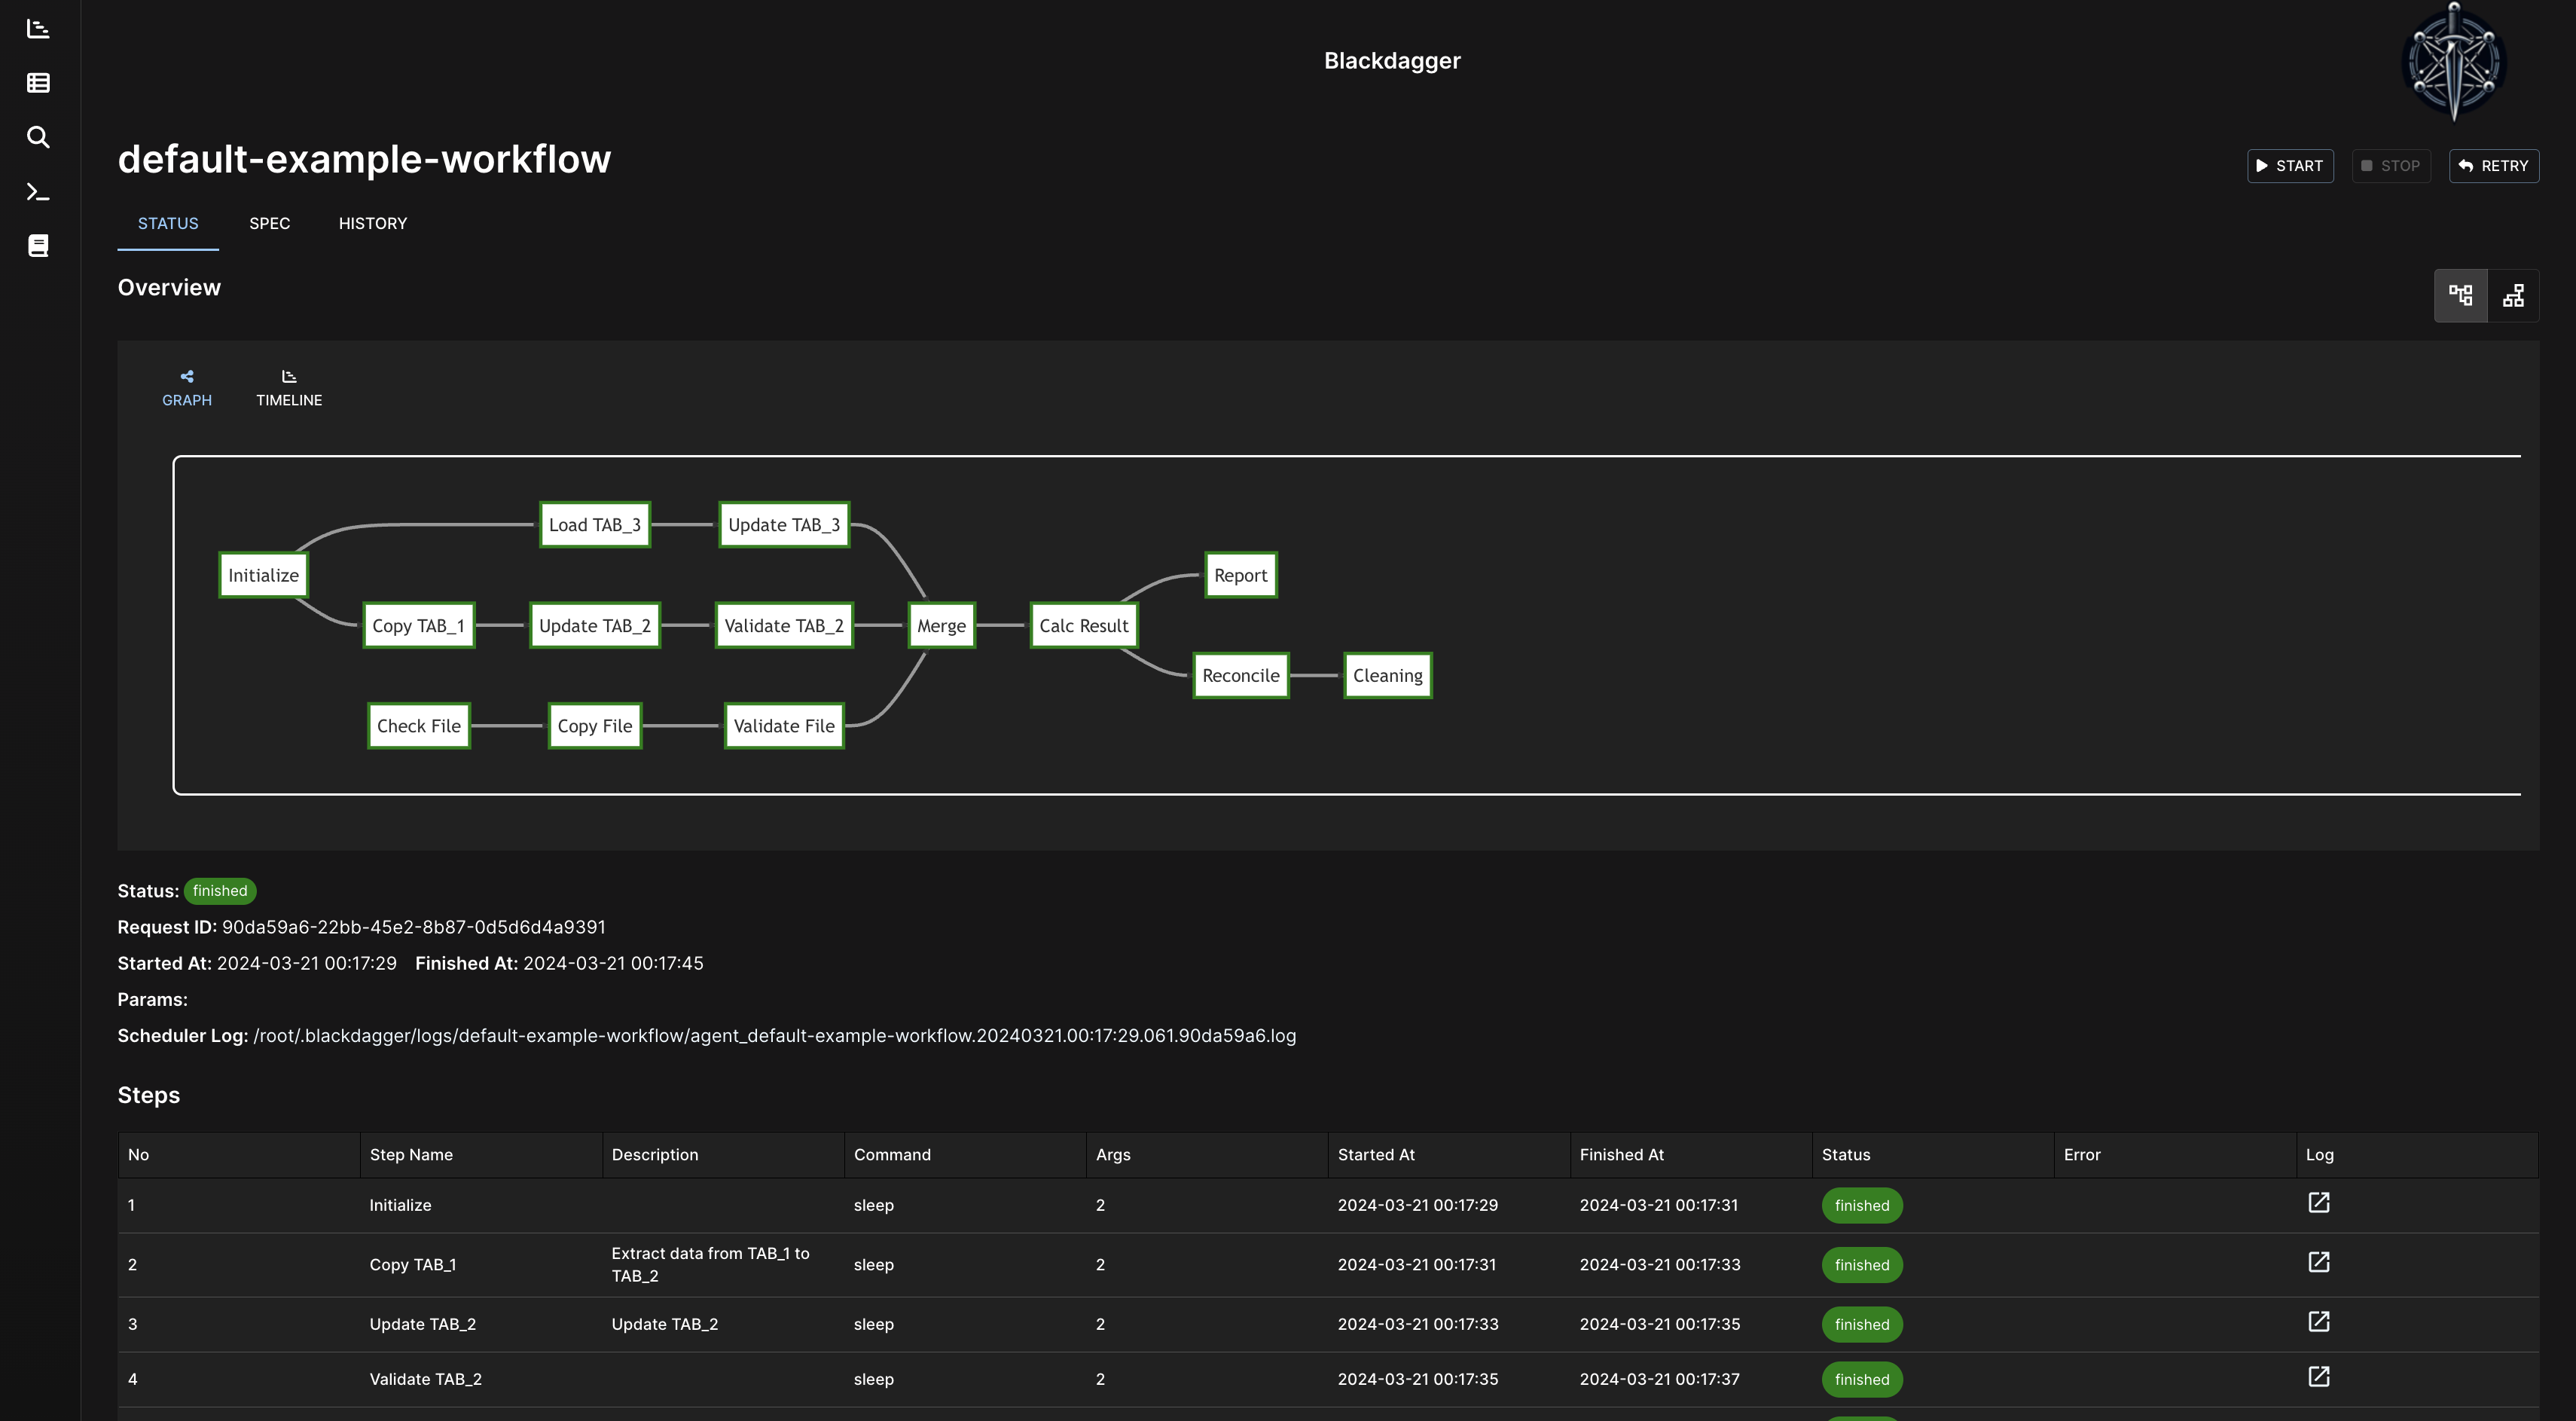 Blackdagger
default-example-workflow
START STOP RETRY
STATUS SPEC HISTORY
Overview
GRAPH TIMELINE
Load TAB_3 Update TAB_3
Initialize Report
Copy TAB_1 Update TAB_2 Validate TAB_2 Merge Calc Result
Reconcile Cleaning
Check File Copy File Validate File
Status: finished
Request ID: 90da59a6-22bb-45e2-8b87-0d5d6d4a9391
Started At: 2024-03-21 00:17:29 Finished At: 2024-03-21 00:17:45
Params:
Scheduler Log: /root/.blackdagger/logs/default-example-workflow/agent_default-example-workflow.20240321.00:17:29.061.90da59a6.log
Steps
No Step Name Description Command Args Started At Finished At Status Error Log
1 Initialize sleep 2 2024-03-21 00:17:29 2024-03-21 00:17:31 finished
2 Copy TAB_1 Extract data from TAB_1 to TAB_2 sleep 2 2024-03-21 00:17:31 2024-03-21 00:17:33 finished
3 Update TAB_2 Update TAB_2 sleep 2 2024-03-21 00:17:33 2024-03-21 00:17:35 finished
4 Validate TAB_2 sleep 2 2024-03-21 00:17:35 2024-03-21 00:17:37 finished